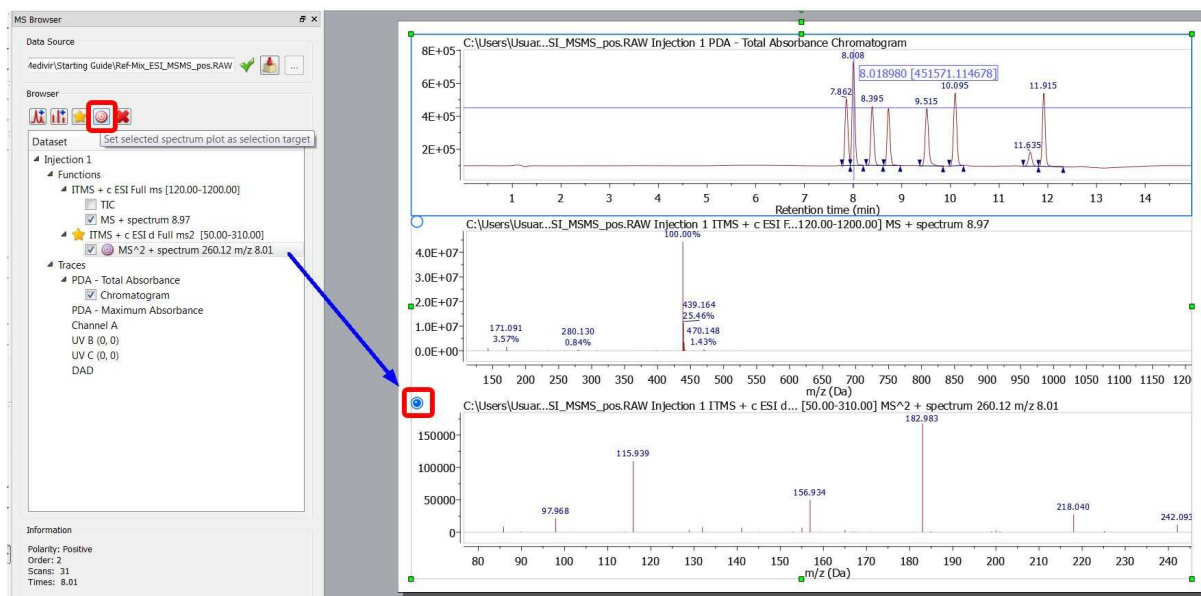 MS Browser
Data Source
Medivir\Starting Guide\Ref-Mix_ESI_MSMS_pos.RAW
...
Browser
Set selected spectrum plot as selection target
Dataset
Injection 1
Functions
ITMS + c ESI Full ms [120.00-1200.00]
TIC
MS + spectrum 8.97
ITMS + c ESI d Full ms2 [50.00-310.00]
MS^2 + spectrum 260.12 m/z 8.01
Traces
PDA - Total Absorbance
Chromatogram
PDA - Maximum Absorbance
Channel A
UV B (0, 0)
UV C (0, 0)
DAD
Information
Polarity: Positive
Order: 2
Scans: 31
Times: 8.01
C:\Users\Usuar...SI_MSMS_pos.RAW Injection 1 PDA - Total Absorbance Chromatogram
8E+05
6E+05
4E+05
2E+05
8.008
8.018980 [451571.114678]
7.862
8.395
9.515
10.095
11.635
11.915
1 2 3 4 5 6 7 8 9 10 11 12 13 14
Retention time (min)
C:\Users\Usuar...SI_MSMS_pos.RAW Injection 1 ITMS + c ESI F...120.00-1200.00] MS + spectrum 8.97
100.00%
4.0E+07
3.0E+07
2.0E+07
1.0E+07
0.0E+00
439.164
25.46%
171.091
3.57%
280.130
0.84%
470.148
1.43%
150 200 250 300 350 400 450 500 550 600 650 700 750 800 850 900 950 1000 1050 1100 1150 120
m/z (Da)
C:\Users\Usuar...SI_MSMS_pos.RAW Injection 1 ITMS + c ESI d... [50.00-310.00] MS^2 + spectrum 260.12 m/z 8.01
150000
100000
50000
0
182.983
115.939
156.934
97.968
218.040
242.093
80 90 100 110 120 130 140 150 160 170 180 190 200 210 220 230 240
m/z (Da)